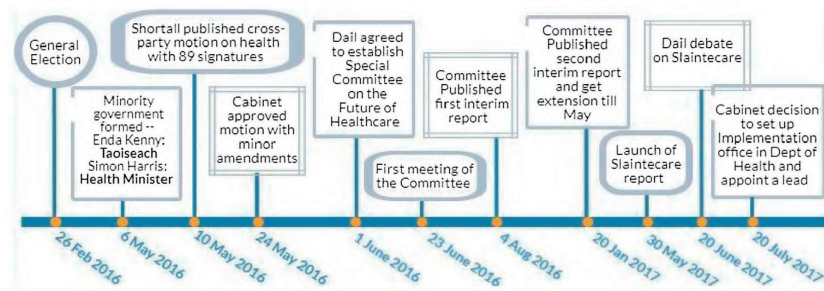 General
Election
Minority
government
formed --
Enda Kenny:
Taoiseach
Simon Harris:
Health Minister
Shortall published cross-
party motion on health
with 89 signatures
Cabinet
approved
motion with
minor
amendments
Dail agreed
to establish
Special
Committee
on the
Future of
Healthcare
First meeting of
the Committee
Committee
Published
first interim
report
Committee
Published
second
interim report
and get
extension till
May
Launch of
Slaintecare
report
Dail debate
on Slaintecare
Cabinet decision
to set up
Implementation
office in Dept of
Health and
appoint a lead
26 Feb 2016
6 May 2016
10 May 2016
24 May 2016
1 June 2016
23 June 2016
4 Aug 2016
20 Jan 2017
30 May 2017
20 June 2017
20 July 2017